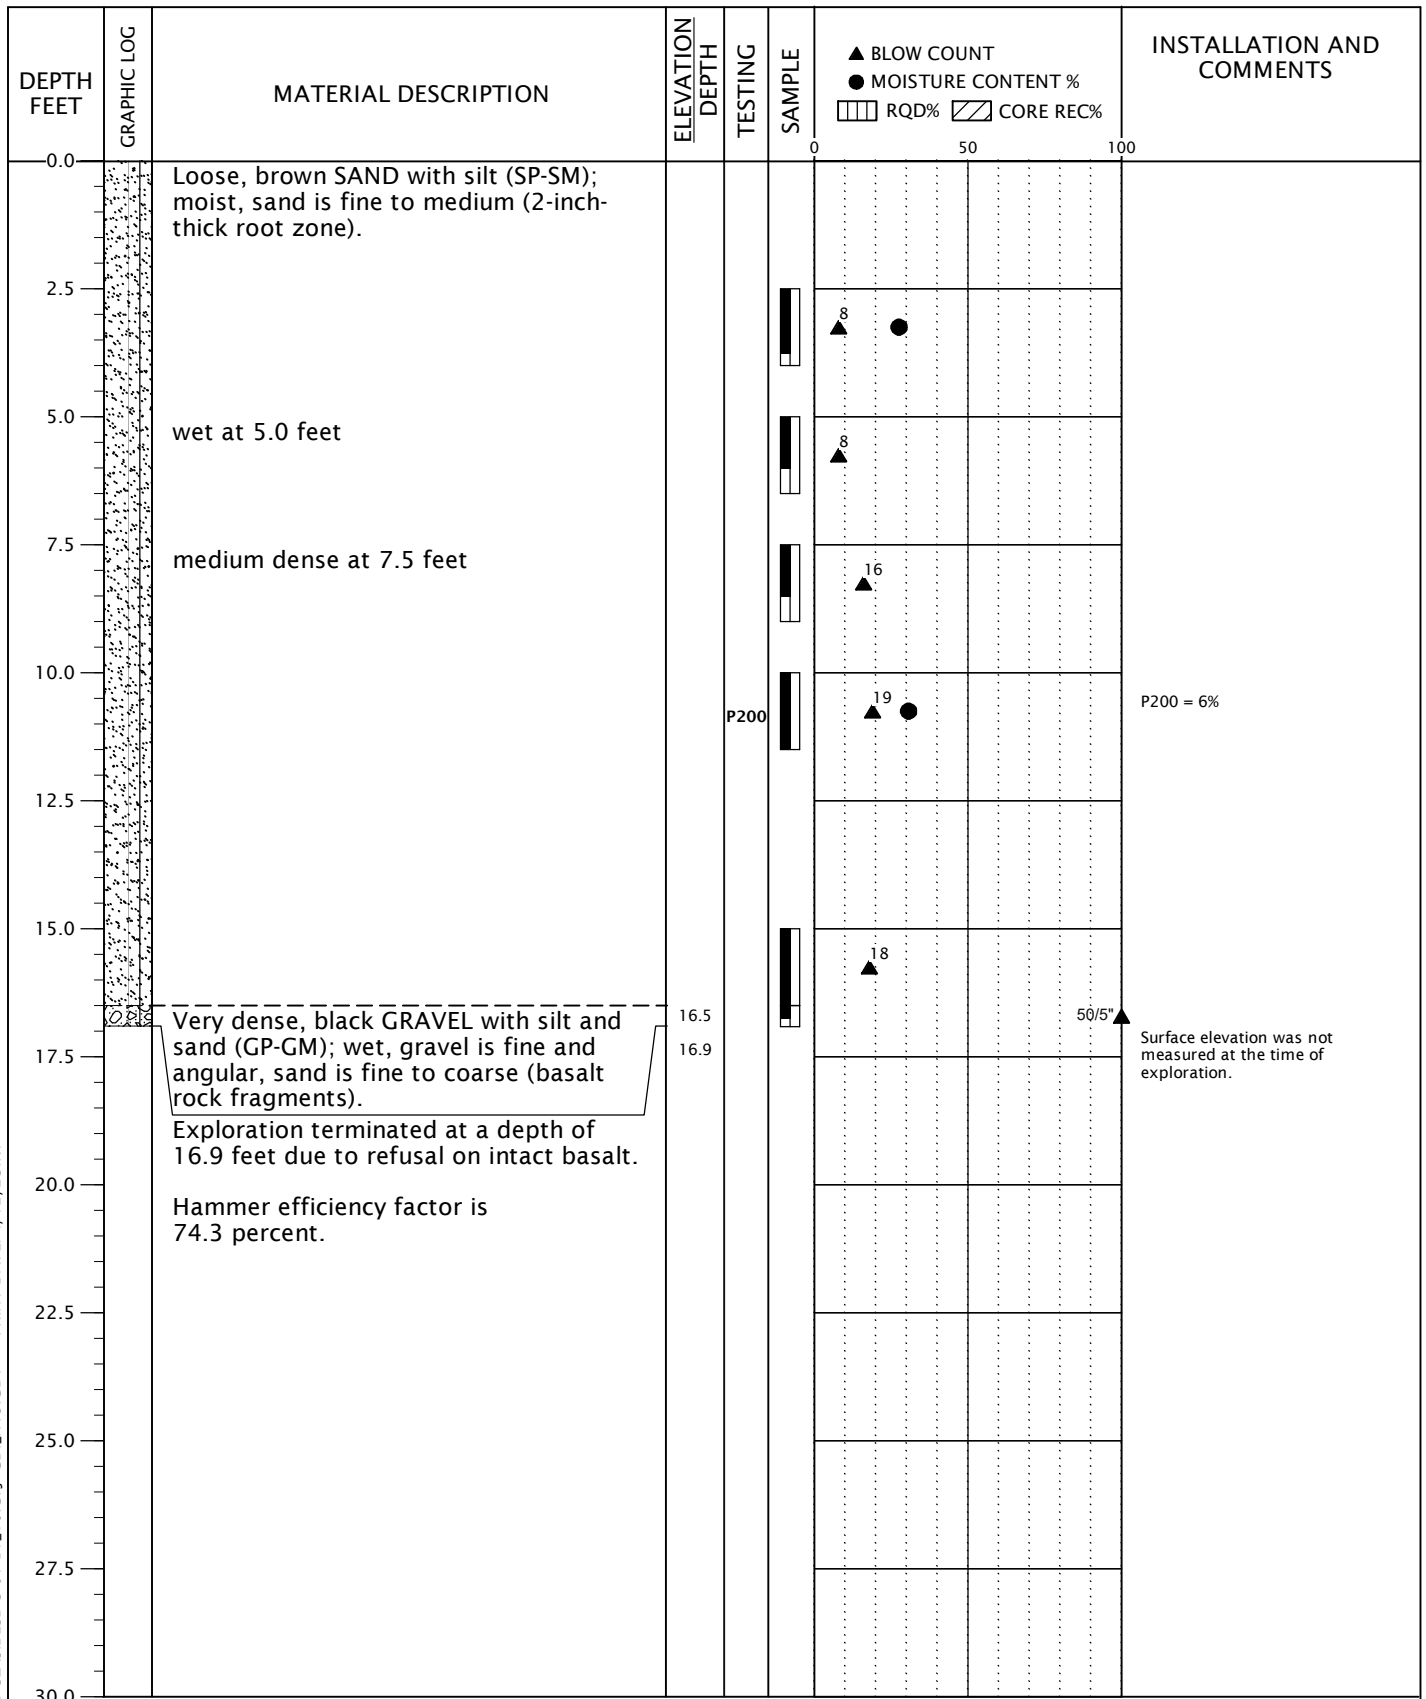 DEPTH
FEET
GRAPHIC LOG
MATERIAL DESCRIPTION
ELEVATION
DEPTH
TESTING
SAMPLE
▲ BLOW COUNT
● MOISTURE CONTENT %
RQD% CORE REC%
INSTALLATION AND
COMMENTS
0 50 100
0.0
Loose, brown SAND with silt (SP-SM);
moist, sand is fine to medium (2-inch-
thick root zone).
2.5
8
5.0
wet at 5.0 feet
8
7.5
medium dense at 7.5 feet
16
10.0
19
P200
P200 = 6%
12.5
15.0
18
Very dense, black GRAVEL with silt and
sand (GP-GM); wet, gravel is fine and
angular, sand is fine to coarse (basalt
rock fragments).
16.5
16.9
50/5"
Surface elevation was not
measured at the time of
exploration.
17.5
Exploration terminated at a depth of
16.9 feet due to refusal on intact basalt.
20.0
Hammer efficiency factor is
74.3 percent.
22.5
25.0
27.5
30.0